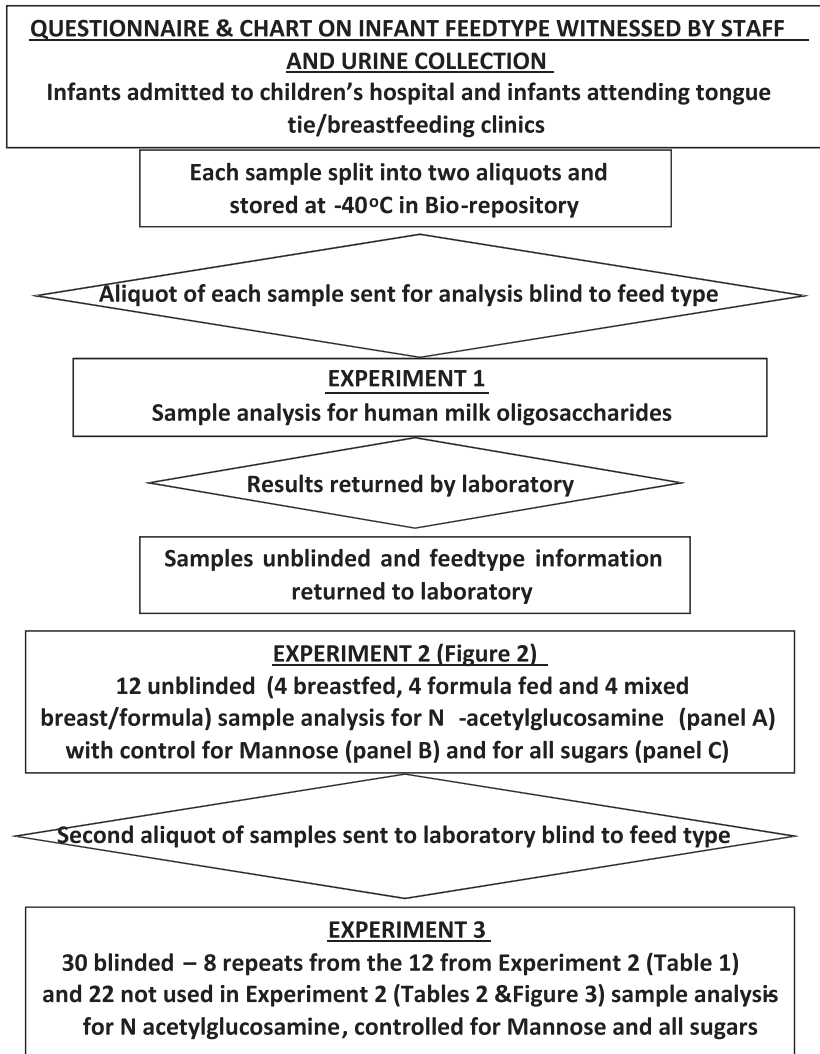 QUESTIONNAIRE & CHART ON INFANT FEEDTYPE WITNESSED BY STAFF
AND URINE COLLECTION
Infants admitted to children’s hospital and infants attending tongue
tie/breastfeeding clinics
Each sample split into two aliquots and
stored at -40ᵒC in Bio-repository
Aliquot of each sample sent for analysis blind to feed type
EXPERIMENT 1
Sample analysis for human milk oligosaccharides
Results returned by laboratory
Samples unblinded and feedtype information
returned to laboratory
EXPERIMENT 2 (Figure 2)
12 unblinded (4 breastfed, 4 formula fed and 4 mixed
breast/formula) sample analysis for N -acetylglucosamine (panel A)
with control for Mannose (panel B) and for all sugars (panel C)
Second aliquot of samples sent to laboratory blind to feed type
EXPERIMENT 3
30 blinded – 8 repeats from the 12 from Experiment 2 (Table 1)
and 22 not used in Experiment 2 (Tables 2 &Figure 3) sample analysis
for N acetylglucosamine, controlled for Mannose and all sugars